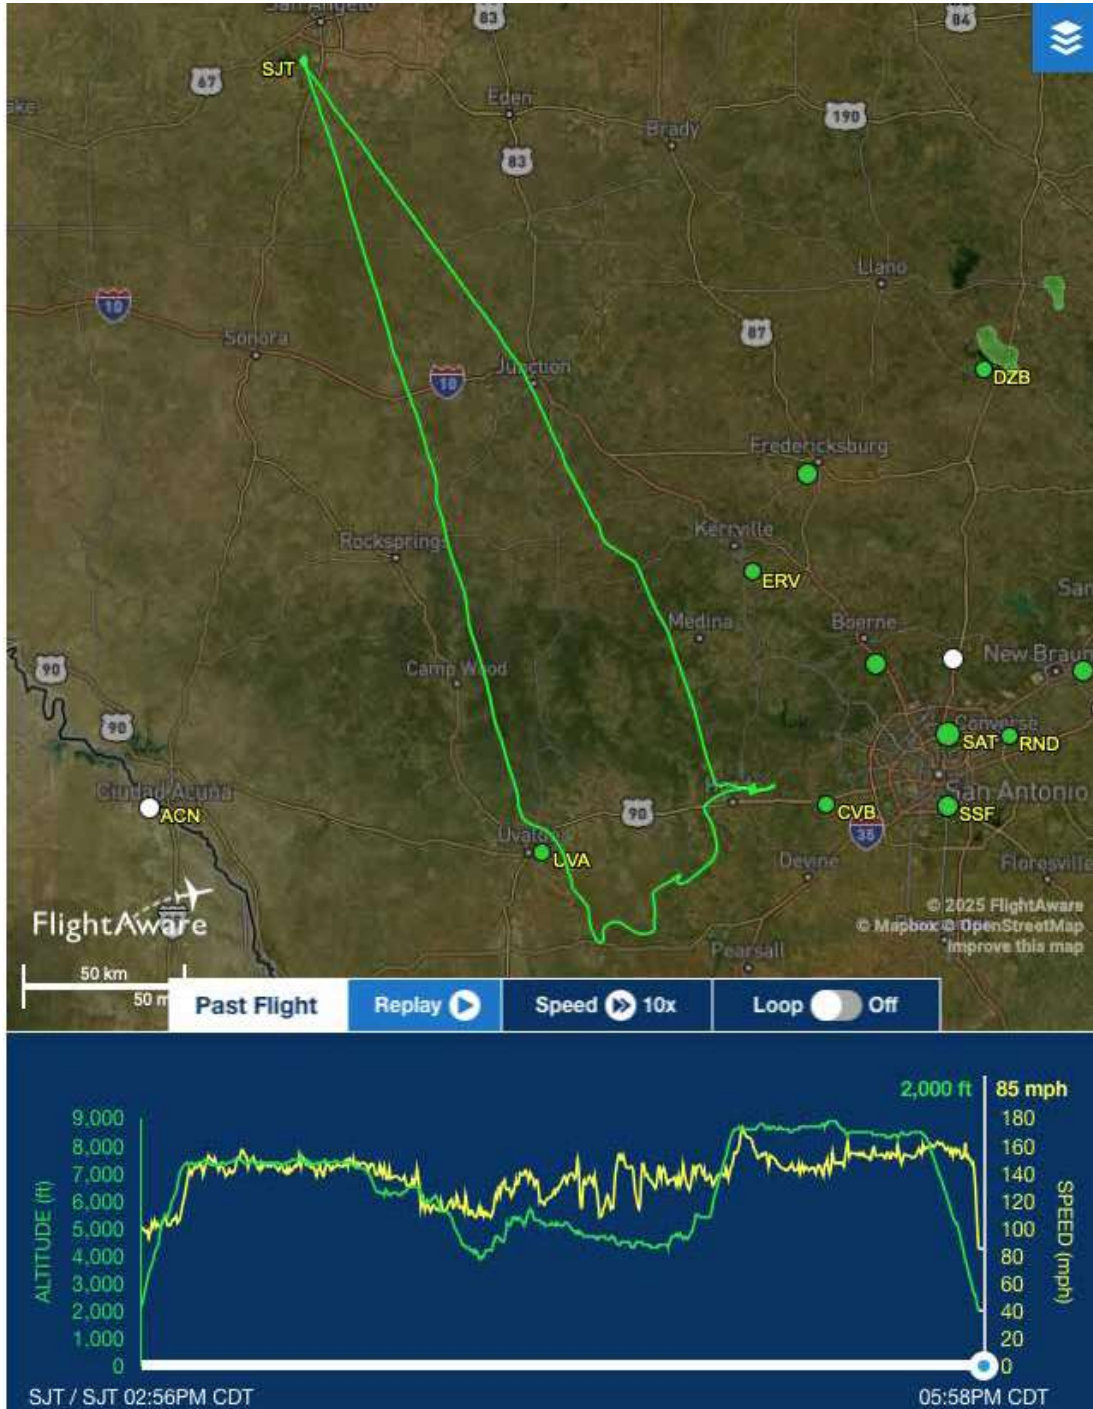 San Angelo
83
84
SJT
67
Eden
190
Brady
83
Llano
10
87
Sonora
Junction
10
DZB
Fredericksburg
Kerrville
Rocksprings
ERV
San
Medina
Boerne
90
Camp Wood
New Braun
90
Converse
SAT
RND
Ciudad Acuña
San Antonio
ACN
90
CVB
SSF
35
Uvalde
UVA
Devine
Floresville
FlightAware
© 2025 FlightAware
© Mapbox © OpenStreetMap
Improve this map
Pearsall
50 km
50 m
Past Flight
Replay
Speed
10x
Loop
Off
2,000 ft
85 mph
9,000
180
8,000
160
7,000
140
6,000
120
5,000
100
4,000
80
3,000
60
2,000
40
1,000
20
0
0
ALTITUDE (ft)
SPEED (mph)
SJT / SJT 02:56PM CDT
05:58PM CDT